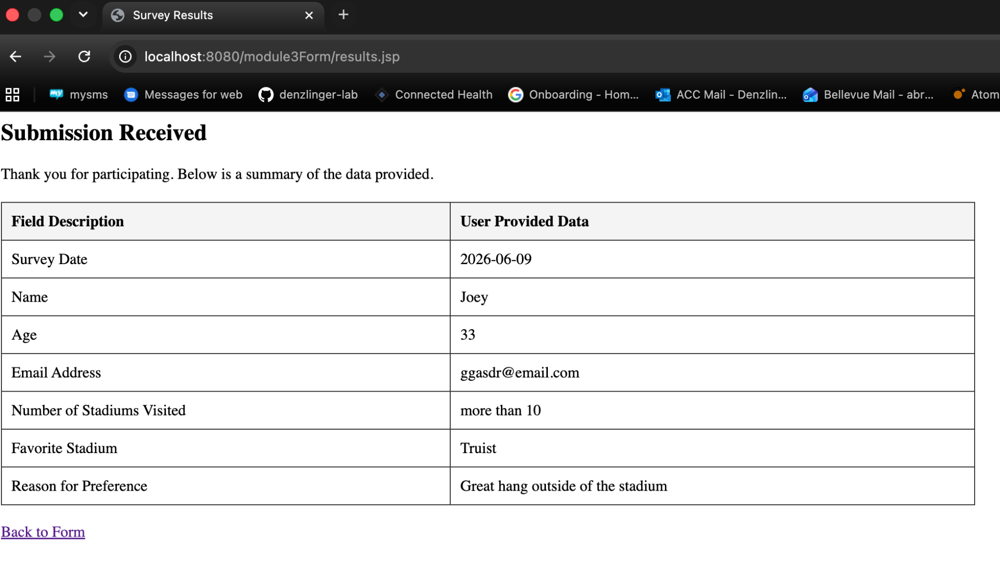 Survey Results
localhost:8080/module3Form/results.jsp
mysms Messages for web denzlinger-lab Connected Health Onboarding - Hom... ACC Mail - Denzlin... Bellevue Mail - abr... Atom
Submission Received
Thank you for participating. Below is a summary of the data provided.
Field Description User Provided Data
Survey Date 2026-06-09
Name Joey
Age 33
Email Address ggasdr@email.com
Number of Stadiums Visited more than 10
Favorite Stadium Truist
Reason for Preference Great hang outside of the stadium
Back to Form